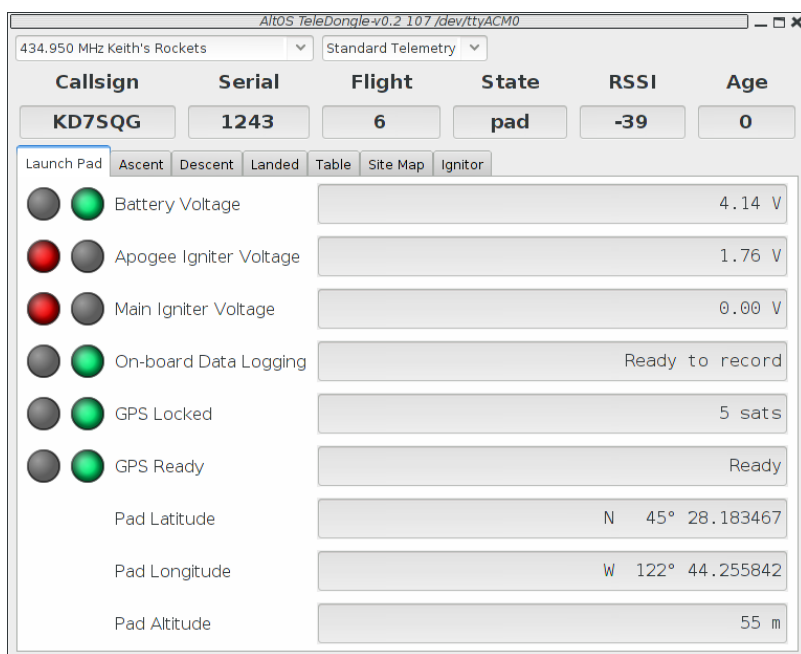 AltOS TeleDongle-v0.2 107 /dev/ttyACM0
434.950 MHz Keith's Rockets Standard Telemetry
Callsign Serial Flight State RSSI Age
KD7SQG 1243 6 pad -39 0
Launch Pad Ascent Descent Landed Table Site Map Ignitor
Battery Voltage 4.14 V
Apogee Igniter Voltage 1.76 V
Main Igniter Voltage 0.00 V
On-board Data Logging Ready to record
GPS Locked 5 sats
GPS Ready Ready
Pad Latitude N 45° 28.183467
Pad Longitude W 122° 44.255842
Pad Altitude 55 m